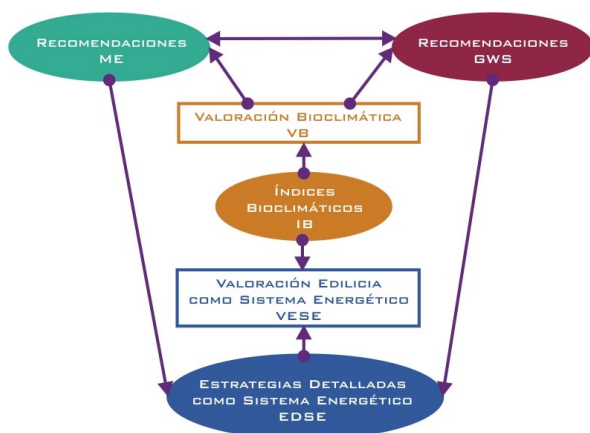 RECOMENDACIONES
ME
RECOMENDACIONES
GWS
VALORACIÓN BIOCLIMÁTICA
VB
ÍNDICES
BIOCLIMÁTICOS
IB
VALORACIÓN EDILICIA
COMO SISTEMA ENERGÉTICO
VESE
ESTRATEGIAS DETALLADAS
COMO SISTEMA ENERGÉTICO
EDSE